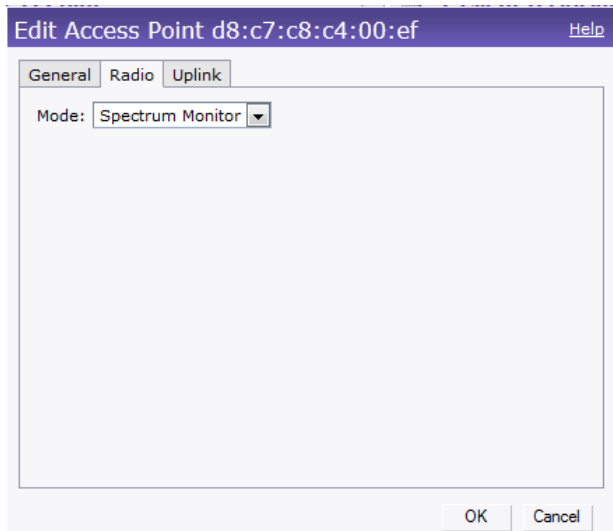 Edit Access Point d8:c7:c8:c4:00:ef Help
General Radio Uplink
Mode: Spectrum Monitor
OK Cancel